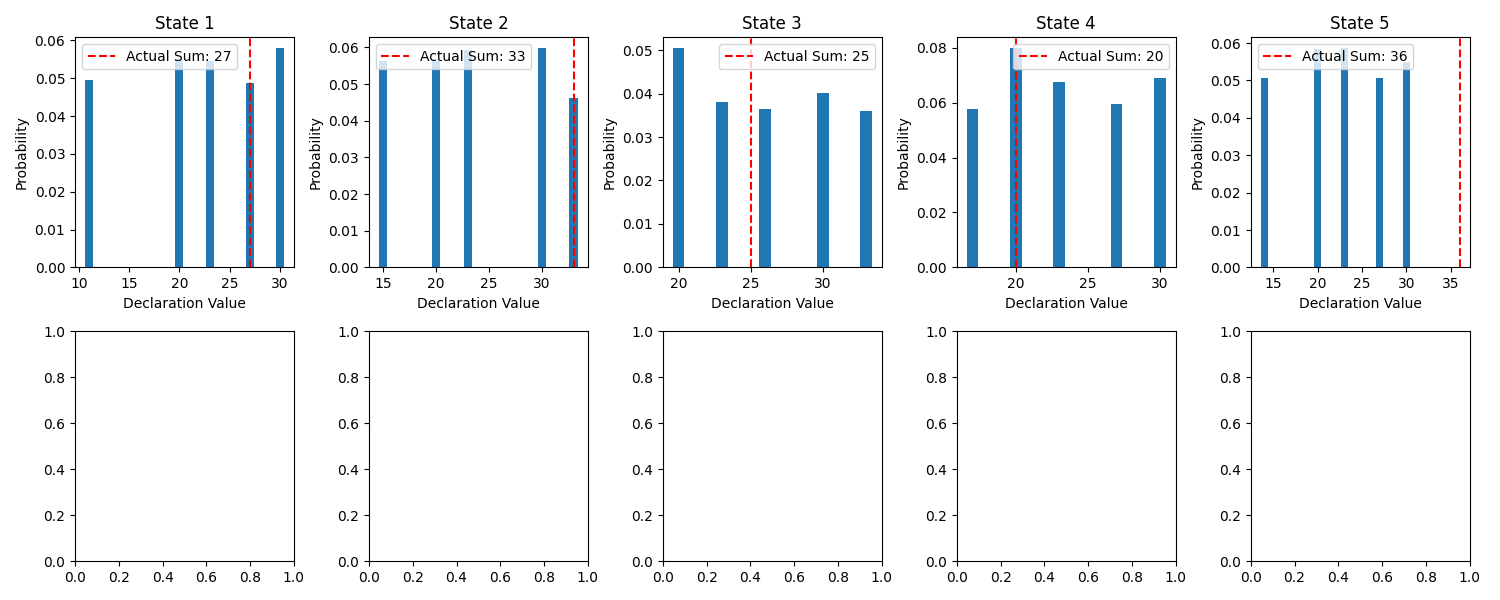 State 1 State 2 State 3 State 4 State 5
Actual Sum: 27 Actual Sum: 33 Actual Sum: 25 Actual Sum: 20 Actual Sum: 36
Probability Probability Probability Probability Probability
0.06 0.05 0.04 0.03 0.02 0.01 0.00
10 15 20 25 30
0.06 0.05 0.04 0.03 0.02 0.01 0.00
15 20 25 30
0.05 0.04 0.03 0.02 0.01 0.00
20 25 30
0.08 0.06 0.04 0.02 0.00
20 25 30
0.06 0.05 0.04 0.03 0.02 0.01 0.00
15 20 25 30 35
Declaration Value Declaration Value Declaration Value Declaration Value Declaration Value
1.0 1.0 1.0 1.0 1.0
0.8 0.8 0.8 0.8 0.8
0.6 0.6 0.6 0.6 0.6
0.4 0.4 0.4 0.4 0.4
0.2 0.2 0.2 0.2 0.2
0.0 0.0 0.0 0.0 0.0
0.0 0.2 0.4 0.6 0.8 1.0 0.0 0.2 0.4 0.6 0.8 1.0 0.0 0.2 0.4 0.6 0.8 1.0 0.0 0.2 0.4 0.6 0.8 1.0 0.0 0.2 0.4 0.6 0.8 1.0